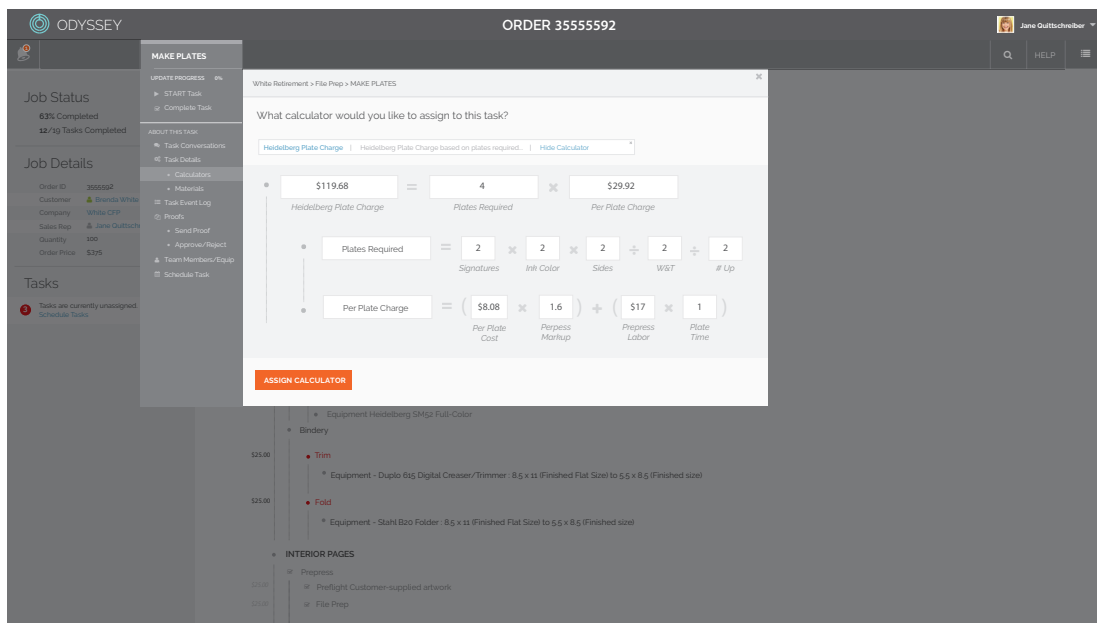 ODYSSEY
ORDER 35555592
Jane Quittschreiber
1
HELP
Job Status
63% Completed
12/19 Tasks Completed
Job Details
Order ID 3555592
Customer Brenda White
Company White CFP
Sales Rep Jane Quittschr
Quantity 100
Order Price $375
Tasks
3 Tasks are currently unassigned.
Schedule Tasks
MAKE PLATES
UPDATE PROGRESS 6%
START Task
Complete Task
ABOUT THIS TASK
Task Conversations
Task Details
Calculators
Materials
Task Event Log
Proofs
Send Proof
Approve/Reject
Team Members/Equip
Schedule Task
White Retirement > File Prep > MAKE PLATES
What calculator would you like to assign to this task?
Heidelberg Plate Charge | Heidelberg Plate Charge based on plates required... | Hide Calculator
$119.68 = 4 × $29.92
Heidelberg Plate Charge Plates Required Per Plate Charge
Plates Required = 2 × 2 × 2 ÷ 2 ÷ 2
Signatures Ink Color Sides W&T # Up
Per Plate Charge = ( $8.08 × 1.6 ) + ( $17 × 1 )
Per Plate Perpess Prepress Plate
Cost Markup Labor Time
ASSIGN CALCULATOR
Equipment Heidelberg SM52 Full-Color
Bindery
$25.00 Trim
Equipment - Duplo 615 Digital Creaser/Trimmer : 8.5 x 11 (Finished Flat Size) to 5.5 x 8.5 (Finished size)
$25.00 Fold
Equipment - Stahl B20 Folder : 8.5 x 11 (Finished Flat Size) to 5.5 x 8.5 (Finished size)
INTERIOR PAGES
Prepress
Preflight Customer-supplied artwork
File Prep